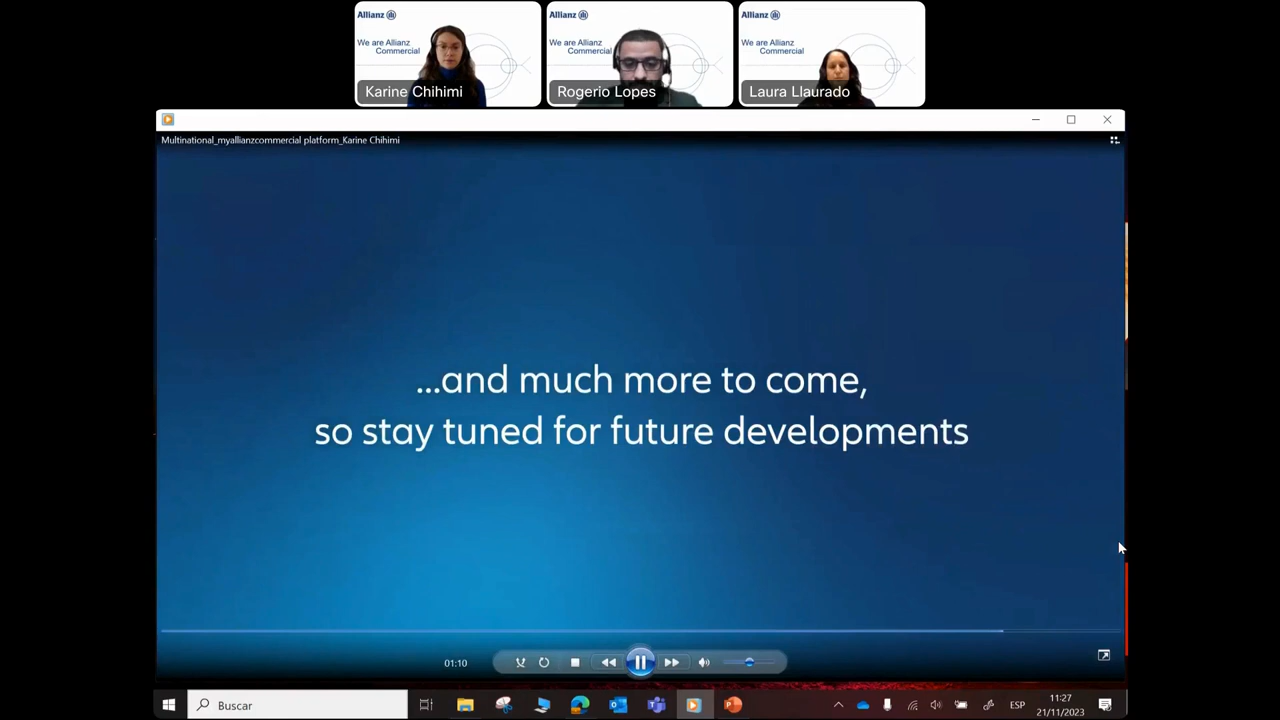 Allianz
We are Allianz
Commercial
Karine Chihimi
Allianz
We are Allianz
Commercial
Rogerio Lopes
Allianz
We are Allianz
Commercial
Laura Llaurado
Multinational_myallianzcommercial platform_Karine Chihimi
...and much more to come,
so stay tuned for future developments
01:10
Buscar
ESP
11:27
21/11/2023